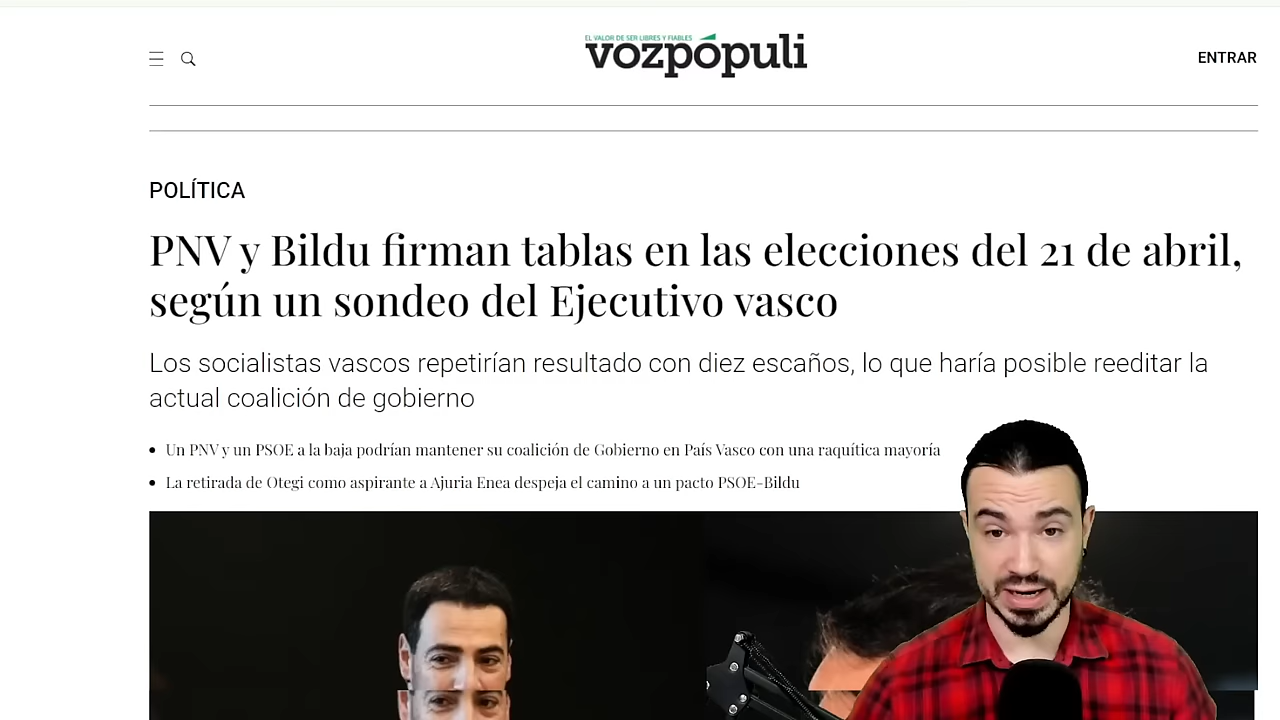 EL VALOR DE SER LIBRES Y FIABLES
vozpópuli
ENTRAR
POLÍTICA
PNV y Bildu firman tablas en las elecciones del 21 de abril,
según un sondeo del Ejecutivo vasco
Los socialistas vascos repetirían resultado con diez escaños, lo que haría posible reeditar la
actual coalición de gobierno
• Un PNV y un PSOE a la baja podrían mantener su coalición de Gobierno en País Vasco con una raquítica mayoría
• La retirada de Otegi como aspirante a Ajuria Enea despeja el camino a un pacto PSOE-Bildu